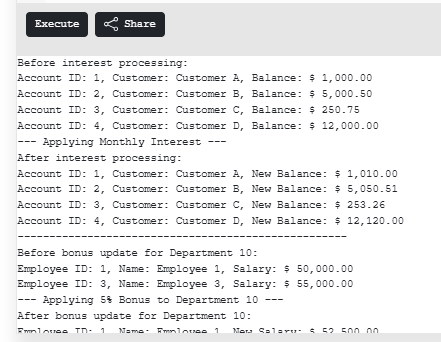 Execute
Share
Before interest processing:
Account ID: 1, Customer: Customer A, Balance: $ 1,000.00
Account ID: 2, Customer: Customer B, Balance: $ 5,000.50
Account ID: 3, Customer: Customer C, Balance: $ 250.75
Account ID: 4, Customer: Customer D, Balance: $ 12,000.00
--- Applying Monthly Interest ---
After interest processing:
Account ID: 1, Customer: Customer A, New Balance: $ 1,010.00
Account ID: 2, Customer: Customer B, New Balance: $ 5,050.51
Account ID: 3, Customer: Customer C, New Balance: $ 253.26
Account ID: 4, Customer: Customer D, New Balance: $ 12,120.00
-----------------------------------------------------
Before bonus update for Department 10:
Employee ID: 1, Name: Employee 1, Salary: $ 50,000.00
Employee ID: 3, Name: Employee 3, Salary: $ 55,000.00
--- Applying 5% Bonus to Department 10 ---
After bonus update for Department 10:
Employee ID: 1, Name: Employee 1, New Salary: $ 52,500.00